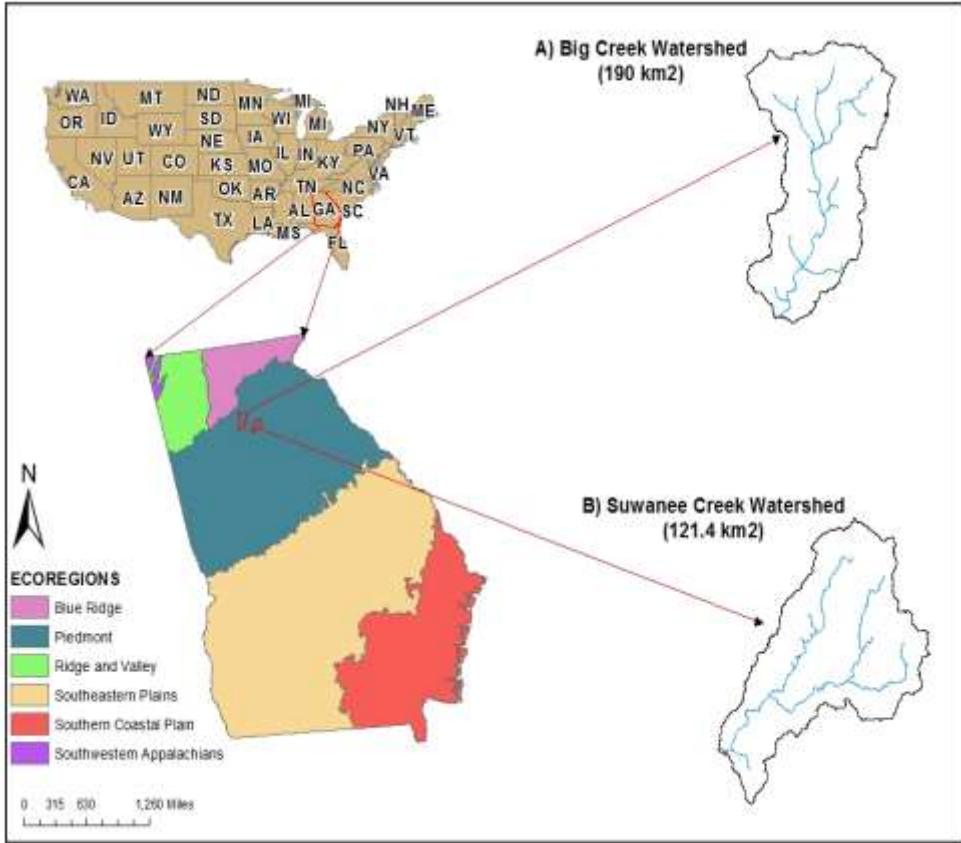 A) Big Creek Watershed
(190 km2)
WA
MT
ND
MN
MI
NH
ME
OR
ID
SD
WI
MI
NY
VT
WY
IA
NE
PA
NV
UT
CO
KS
MO
IL
IN
KY
VA
CA
OK
AR
TN
NC
AZ
NM
AL
GA
SC
TX
LA
MS
FL
N
B) Suwanee Creek Watershed
(121.4 km2)
ECOREGIONS
Blue Ridge
Piedmont
Ridge and Valley
Southeastern Plains
Southern Coastal Plain
Southwestern Appalachians
0 315 630 1,260 Miles